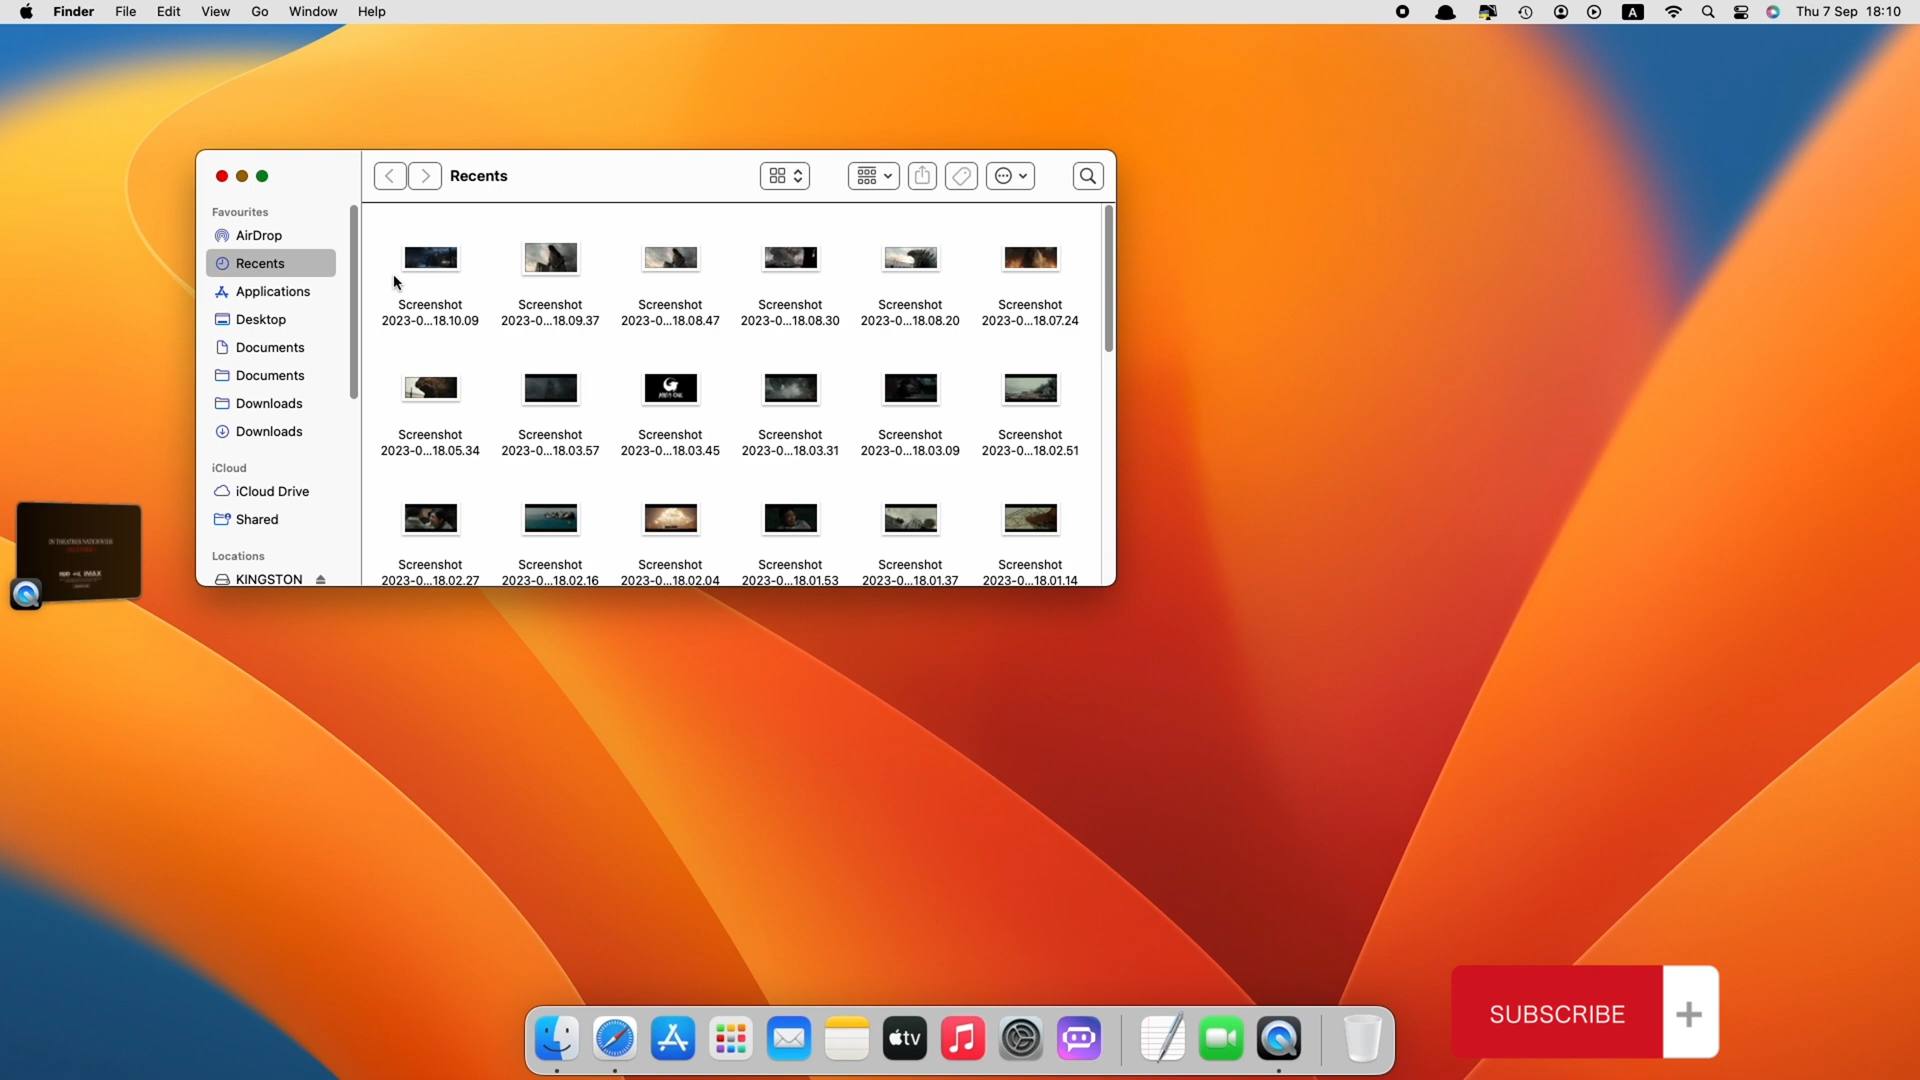 Finder File Edit View Go Window Help
A Thu 7 Sep 18:10
Recents
Favourites
AirDrop
Recents
Applications
Desktop
Documents
Documents
Downloads
Downloads
iCloud
iCloud Drive
Shared
Locations
KINGSTON
Screenshot Screenshot Screenshot Screenshot Screenshot Screenshot
2023-0...18.10.09 2023-0...18.09.37 2023-0...18.08.47 2023-0...18.08.30 2023-0...18.08.20 2023-0...18.07.24
Screenshot Screenshot Screenshot Screenshot Screenshot Screenshot
2023-0...18.05.34 2023-0...18.03.57 2023-0...18.03.45 2023-0...18.03.31 2023-0...18.03.09 2023-0...18.02.51
Screenshot Screenshot Screenshot Screenshot Screenshot Screenshot
2023-0...18.02.27 2023-0...18.02.16 2023-0...18.02.04 2023-0...18.01.53 2023-0...18.01.37 2023-0...18.01.14
IN THEATRES NATIONWIDE
IMAX
tv
SUBSCRIBE +